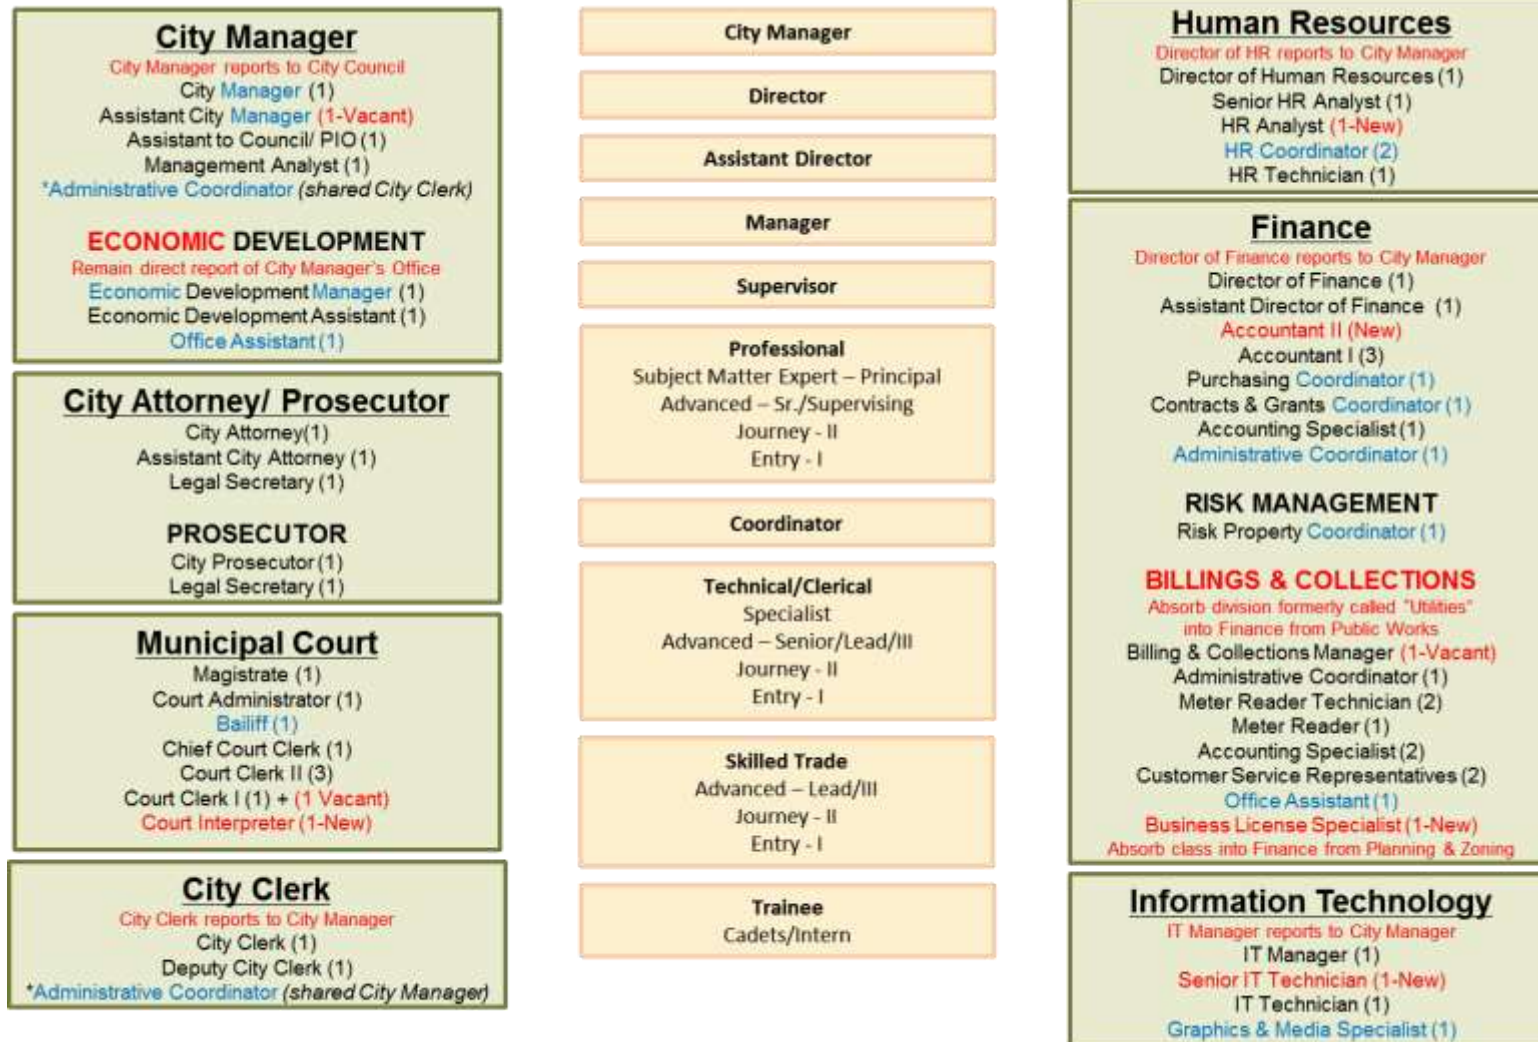 City Manager
City Manager reports to City Council
City Manager (1)
Assistant City Manager (1-Vacant)
Assistant to Council/ PIO (1)
Management Analyst (1)
*Administrative Coordinator (shared City Clerk)
ECONOMIC DEVELOPMENT
Remain direct report of City Manager's Office
Economic Development Manager (1)
Economic Development Assistant (1)
Office Assistant (1)
City Attorney/ Prosecutor
City Attorney(1)
Assistant City Attorney (1)
Legal Secretary (1)
PROSECUTOR
City Prosecutor (1)
Legal Secretary (1)
Municipal Court
Magistrate (1)
Court Administrator (1)
Bailiff (1)
Chief Court Clerk (1)
Court Clerk II (3)
Court Clerk I (1) + (1 Vacant)
Court Interpreter (1-New)
City Clerk
City Clerk reports to City Manager
City Clerk (1)
Deputy City Clerk (1)
*Administrative Coordinator (shared City Manager)
City Manager
Director
Assistant Director
Manager
Supervisor
Professional
Subject Matter Expert – Principal
Advanced – Sr./Supervising
Journey - II
Entry - I
Coordinator
Technical/Clerical
Specialist
Advanced – Senior/Lead/III
Journey - II
Entry - I
Skilled Trade
Advanced – Lead/III
Journey - II
Entry - I
Trainee
Cadets/Intern
Human Resources
Director of HR reports to City Manager
Director of Human Resources (1)
Senior HR Analyst (1)
HR Analyst (1-New)
HR Coordinator (2)
HR Technician (1)
Finance
Director of Finance reports to City Manager
Director of Finance (1)
Assistant Director of Finance (1)
Accountant II (New)
Accountant I (3)
Purchasing Coordinator (1)
Contracts & Grants Coordinator (1)
Accounting Specialist (1)
Administrative Coordinator (1)
RISK MANAGEMENT
Risk Property Coordinator (1)
BILLINGS & COLLECTIONS
Absorb division formerly called "Utilities"
into Finance from Public Works
Billing & Collections Manager (1-Vacant)
Administrative Coordinator (1)
Meter Reader Technician (2)
Meter Reader (1)
Accounting Specialist (2)
Customer Service Representatives (2)
Office Assistant (1)
Business License Specialist (1-New)
Absorb class into Finance from Planning & Zoning
Information Technology
IT Manager reports to City Manager
IT Manager (1)
Senior IT Technician (1-New)
IT Technician (1)
Graphics & Media Specialist (1)